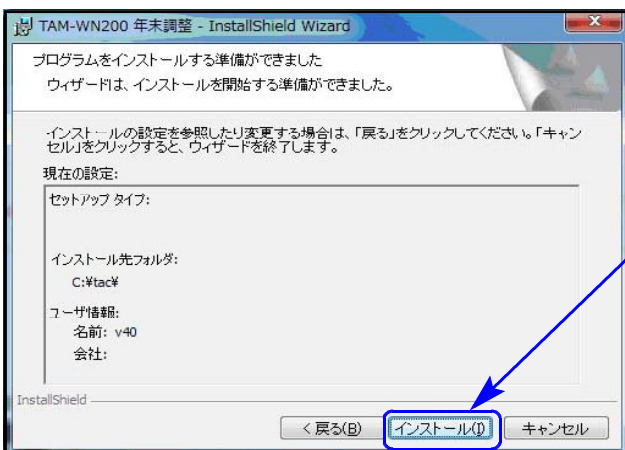 TAM-WN200 年末調整 - InstallShield Wizard
プログラムをインストールする準備ができました
ウィザードは、インストールを開始する準備ができました。
インストールの設定を参照したり変更する場合は、「戻る」をクリックしてください。「キャン
セル」をクリックすると、ウィザードを終了します。
現在の設定:
セットアップ タイプ:
インストール先フォルダ:
C:¥tac¥
ユーザ情報:
名前: v40
会社:
InstallShield
< 戻る(B) インストール(I) キャンセル